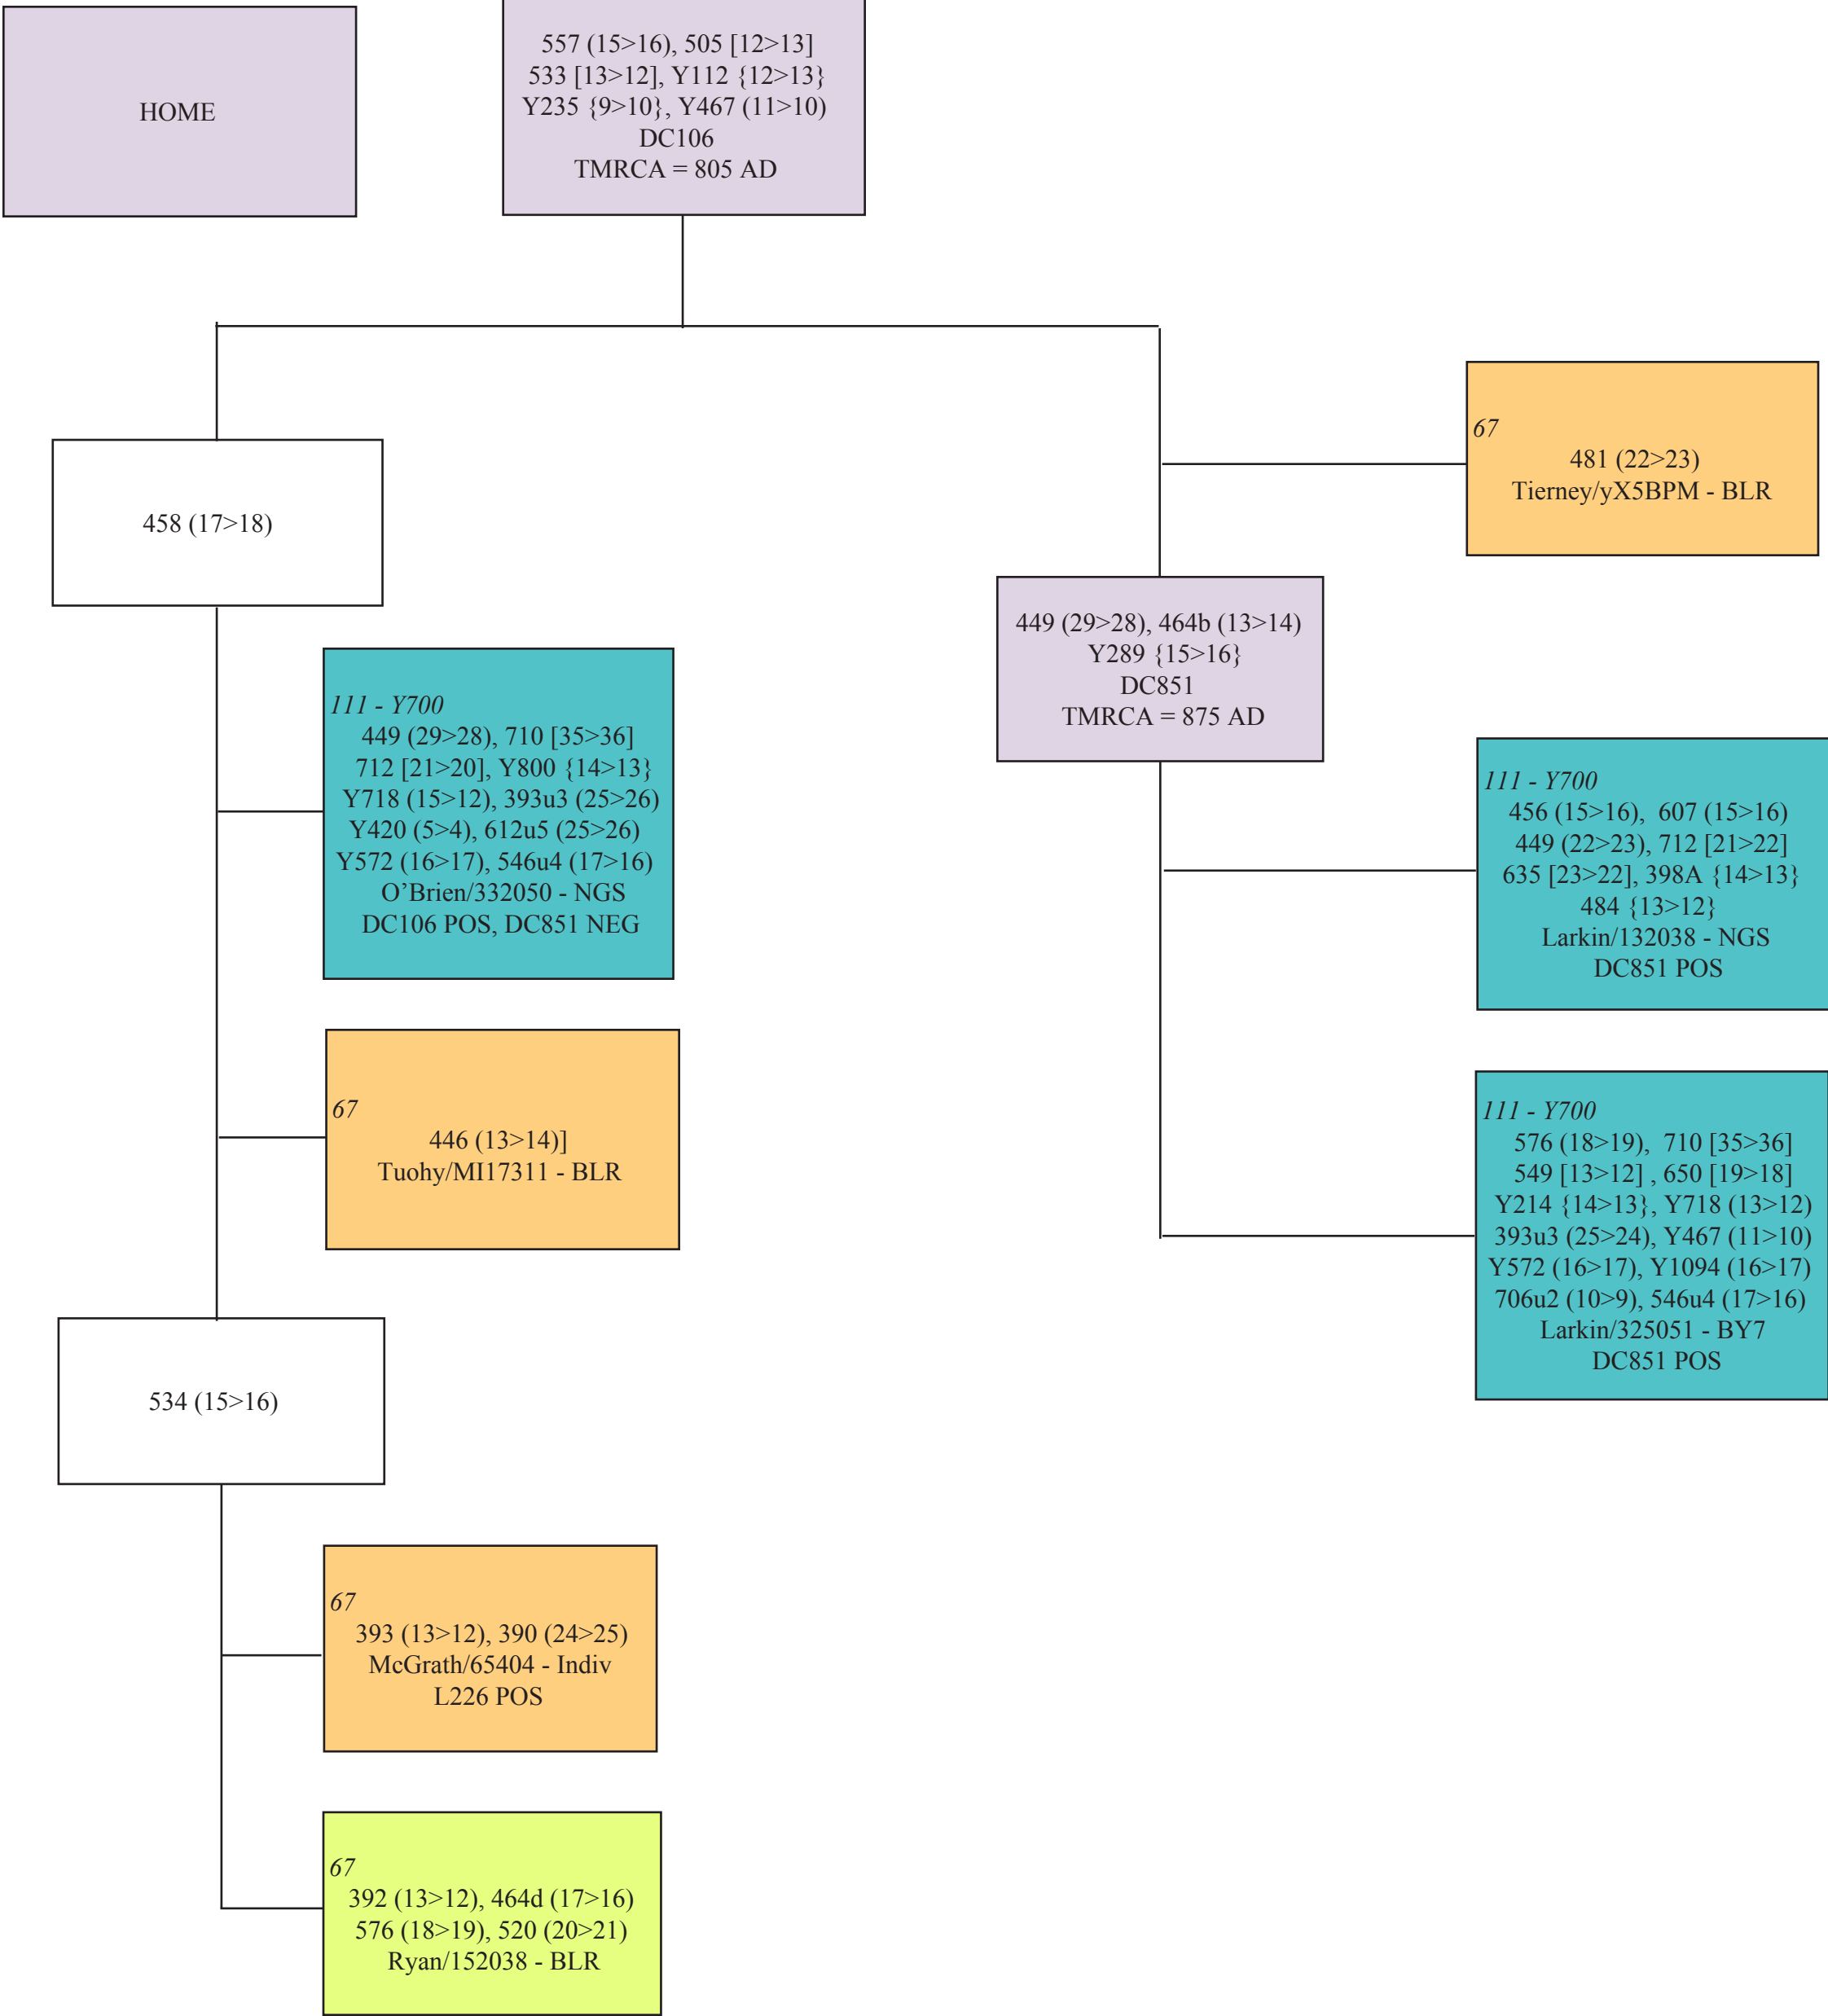 HOME
557 (15>16), 505 [12>13]
533 [13>12], Y112 {12>13}
Y235 {9>10}, Y467 (11>10)
DC106
TMRCA = 805 AD
458 (17>18)
67
481 (22>23)
Tierney/yX5BPM - BLR
449 (29>28), 464b (13>14)
Y289 {15>16}
DC851
TMRCA = 875 AD
111 - Y700
449 (29>28), 710 [35>36]
712 [21>20], Y800 {14>13}
Y718 (15>12), 393u3 (25>26)
Y420 (5>4), 612u5 (25>26)
Y572 (16>17), 546u4 (17>16)
O’Brien/332050 - NGS
DC106 POS, DC851 NEG
111 - Y700
456 (15>16),  607 (15>16)
449 (22>23), 712 [21>22]
635 [23>22], 398A {14>13}
484 {13>12}
Larkin/132038 - NGS
DC851 POS
67
446 (13>14)]
Tuohy/MI17311 - BLR
111 - Y700
576 (18>19),  710 [35>36]
549 [13>12] , 650 [19>18]
Y214 {14>13}, Y718 (13>12)
393u3 (25>24), Y467 (11>10)
Y572 (16>17), Y1094 (16>17)
706u2 (10>9), 546u4 (17>16)
Larkin/325051 - BY7
DC851 POS
534 (15>16)
67
393 (13>12), 390 (24>25)
McGrath/65404 - Indiv
L226 POS
67
392 (13>12), 464d (17>16)
576 (18>19), 520 (20>21)
Ryan/152038 - BLR